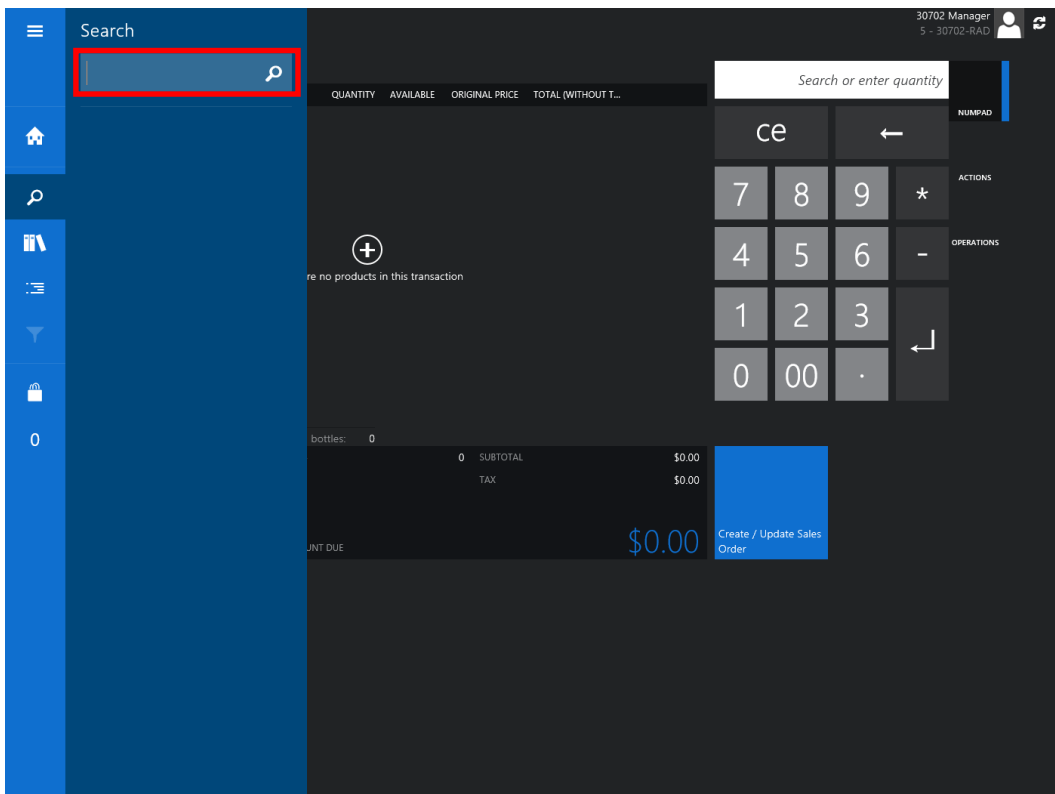 Search
30702 Manager
5 - 30702-RAD
Search or enter quantity
QUANTITY AVAILABLE ORIGINAL PRICE TOTAL (WITHOUT T...
NUMPAD
ce ←
ACTIONS
7 8 9 *
OPERATIONS
4 5 6 -
re no products in this transaction
1 2 3
0 00 .
0
bottles: 0
0 SUBTOTAL $0.00
TAX $0.00
UNT DUE $0.00
Create / Update Sales
Order